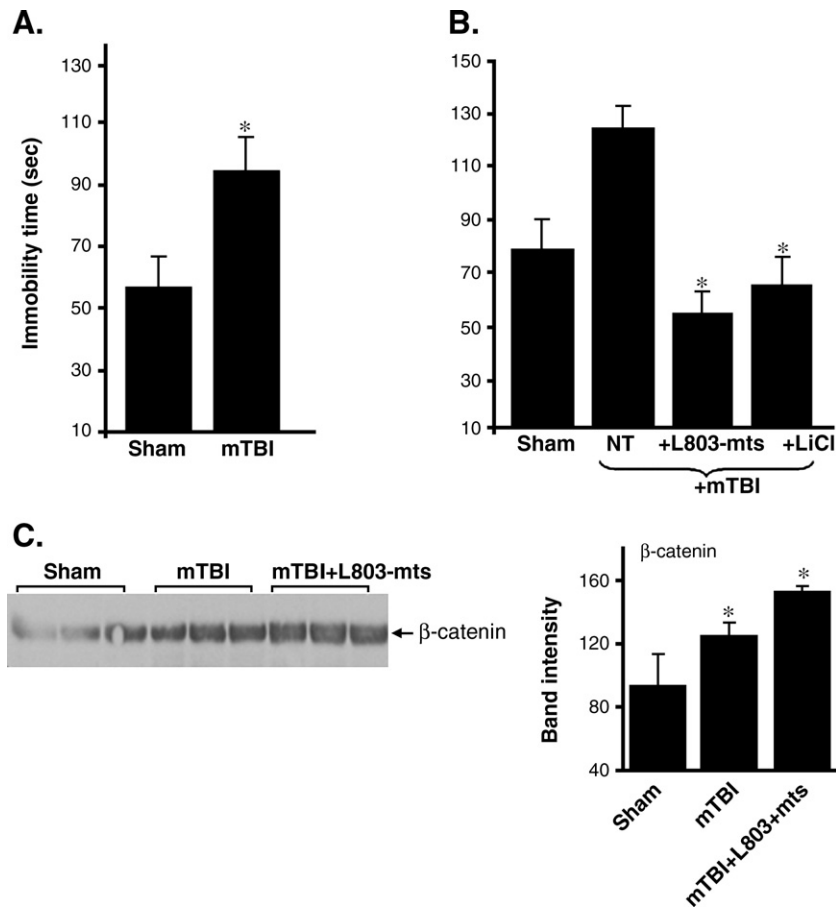 A.
130
110
90
70
50
30
10
Immobility time (sec)
*
Sham mTBI
B.
150
130
110
90
70
50
30
10
* *
Sham NT +L803-mts +LiCl
+mTBI
C.
Sham mTBI mTBI+L803-mts
β-catenin
β-catenin
160
120
80
40
Band intensity
* *
Sham
mTBI
mTBI+L803+mts